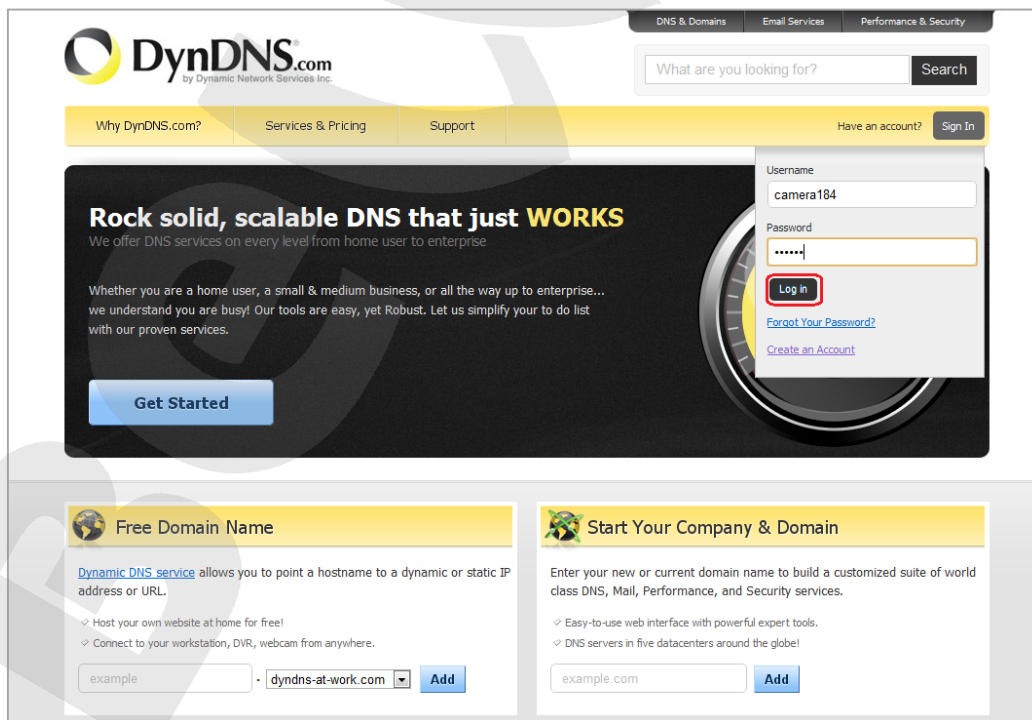 DNS & Domains Email Services Performance & Security
DynDNS.com
by Dynamic Network Services Inc.
What are you looking for? Search
Why DynDNS.com? Services & Pricing Support Have an account? Sign In
Username
camera184
Password
••••••
Log in
Forgot Your Password?
Create an Account
Rock solid, scalable DNS that just WORKS
We offer DNS services on every level from home user to enterprise
Whether you are a home user, a small & medium business, or all the way up to enterprise...
we understand you are busy! Our tools are easy, yet Robust. Let us simplify your to do list
with our proven services.
Get Started
Free Domain Name
Dynamic DNS service allows you to point a hostname to a dynamic or static IP
address or URL.
Host your own website at home for free!
Connect to your workstation, DVR, webcam from anywhere.
example . dyndns-at-work.com Add
Start Your Company & Domain
Enter your new or current domain name to build a customized suite of world
class DNS, Mail, Performance, and Security services.
Easy-to-use web interface with powerful expert tools.
DNS servers in five datacenters around the globe!
example.com Add